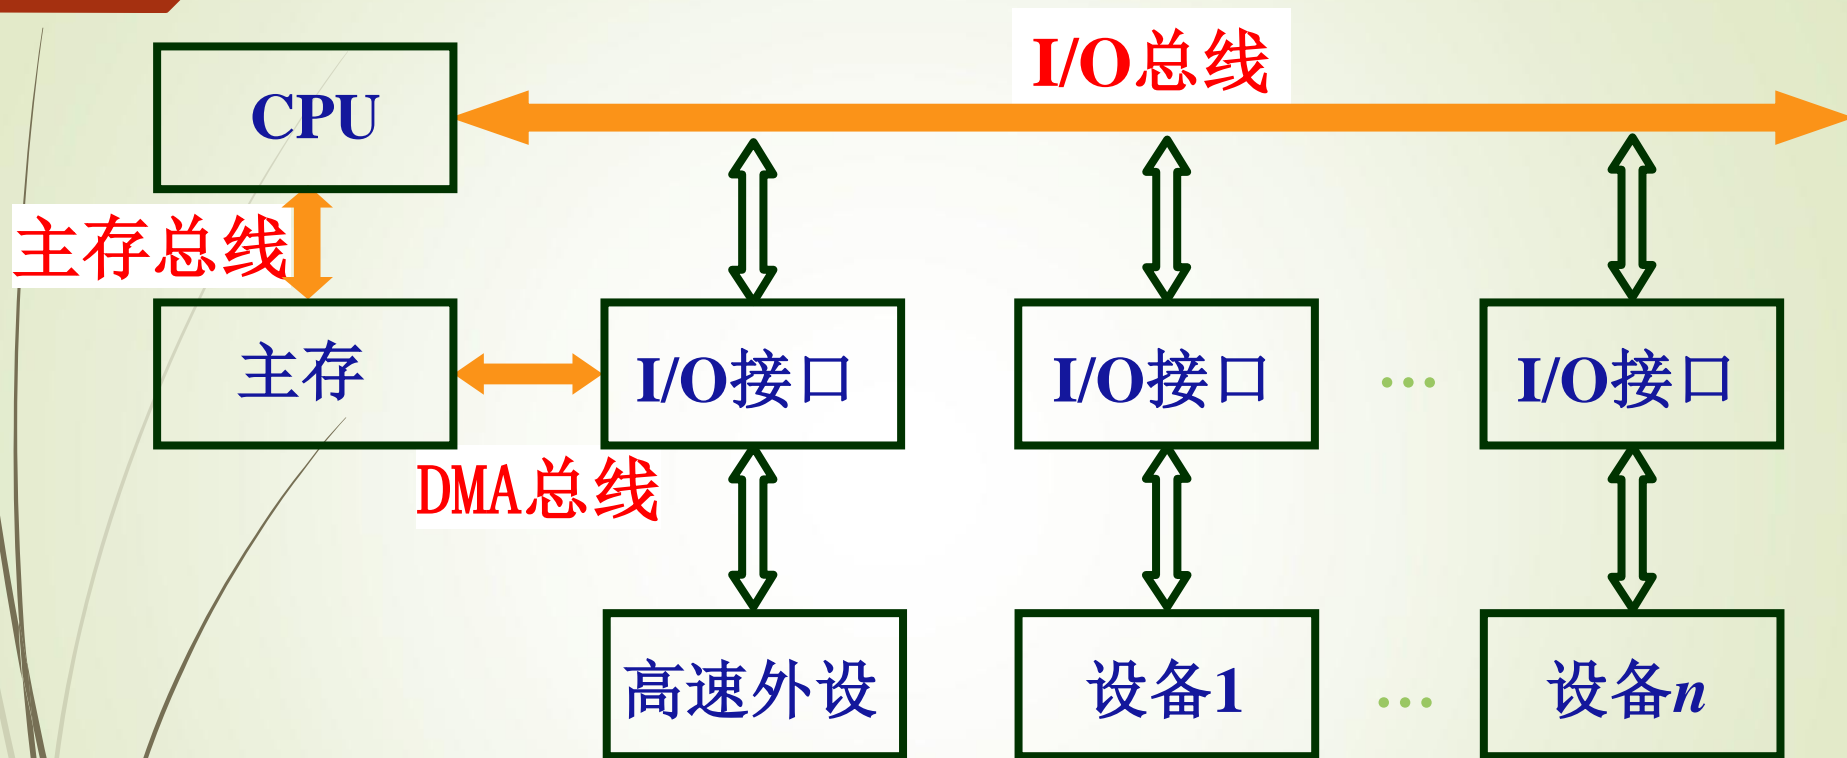 I/O总线
CPU
主存总线
主存
I/O接口
I/O接口
…
I/O接口
DMA总线
高速外设
设备1
…
设备n